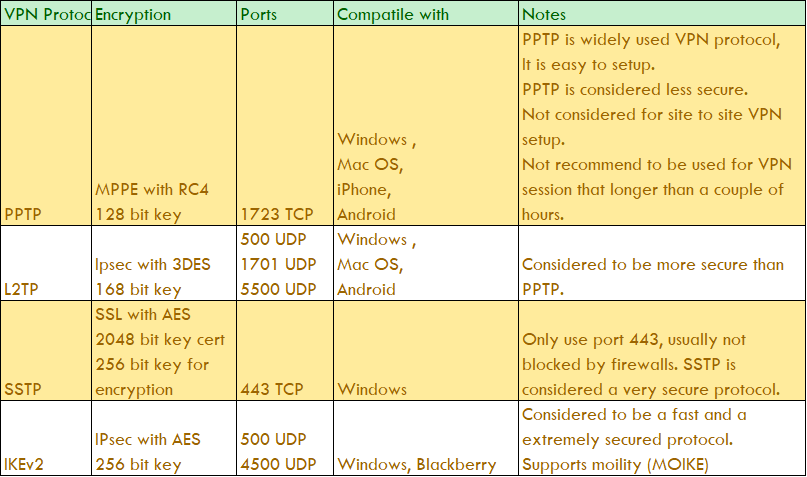 VPN Protoc Encryption Ports Compatile with Notes
PPTP is widely used VPN protocol,
It is easy to setup.
PPTP is considered less secure.
Not considered for site to site VPN
Windows , setup.
Mac OS, Not recommend to be used for VPN
MPPE with RC4 iPhone, session that longer than a couple of
PPTP 128 bit key 1723 TCP Android hours.
500 UDP Windows ,
Ipsec with 3DES 1701 UDP Mac OS, Considered to be more secure than
L2TP 168 bit key 5500 UDP Android PPTP.
SSL with AES
2048 bit key cert Only use port 443, usually not
256 bit key for blocked by firewalls. SSTP is
SSTP encryption 443 TCP Windows considered a very secure protocol.
Considered to be a fast and a
IPsec with AES 500 UDP extremely secured protocol.
IKEv2 256 bit key 4500 UDP Windows, Blackberry Supports moility (MOIKE)